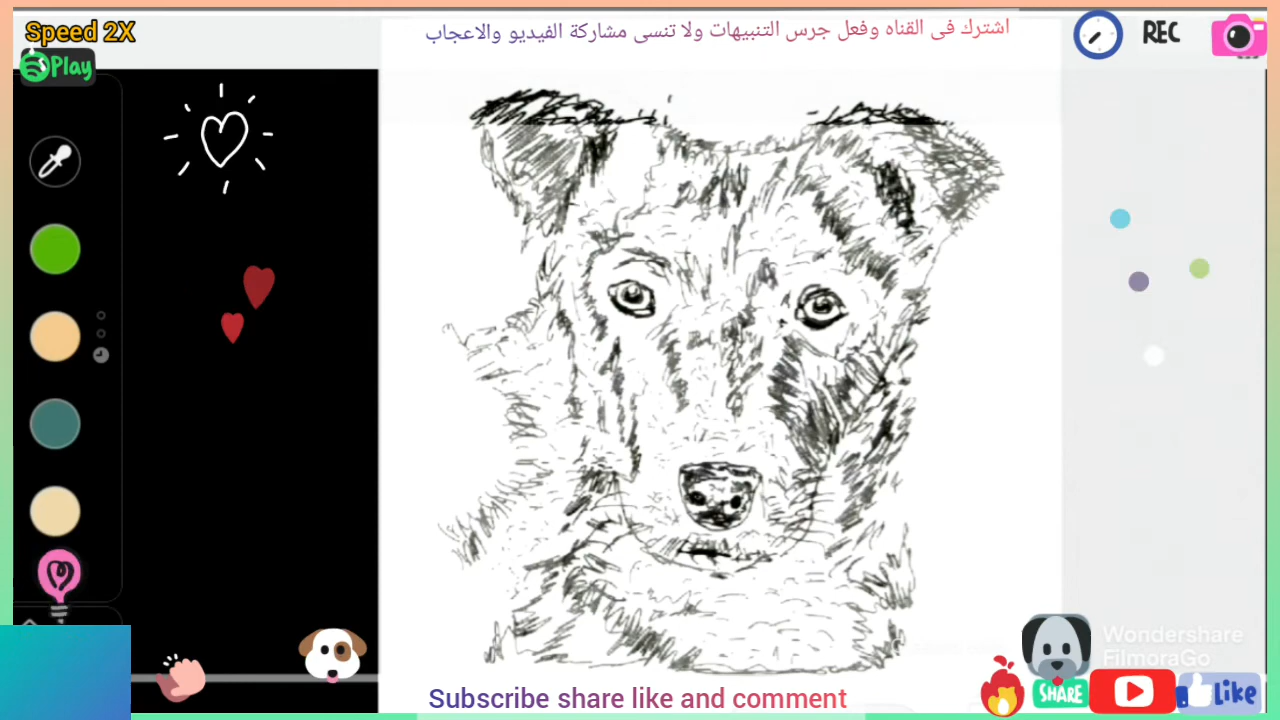 Speed 2X
اشترك فى القناه وفعل جرس التنبيهات ولا تنسى مشاركة الفيديو والاعجاب
REC
Play
Wondershare
FilmoraGo
SHARE
Like
Subscribe share like and comment